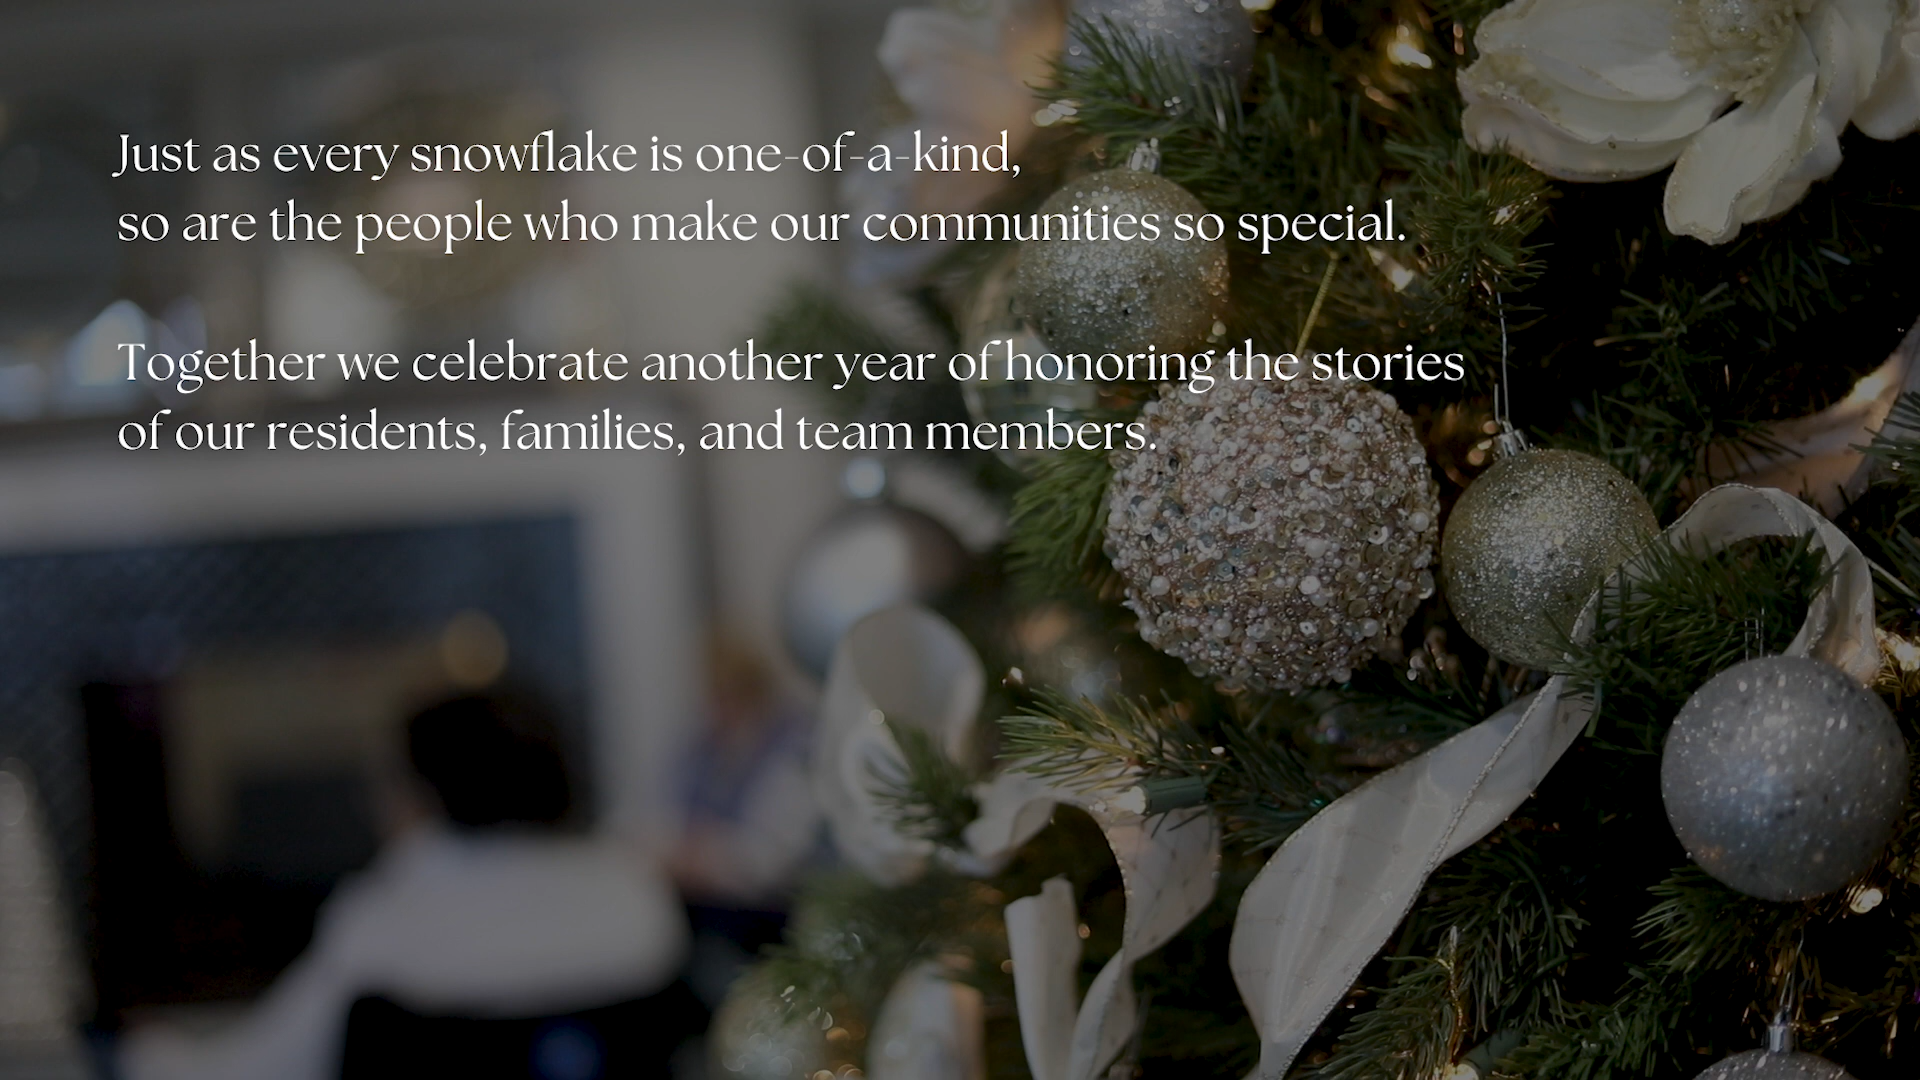 Just as every snowflake is one-of-a-kind,
so are the people who make our communities so special.
Together we celebrate another year of honoring the stories
of our residents, families, and team members.